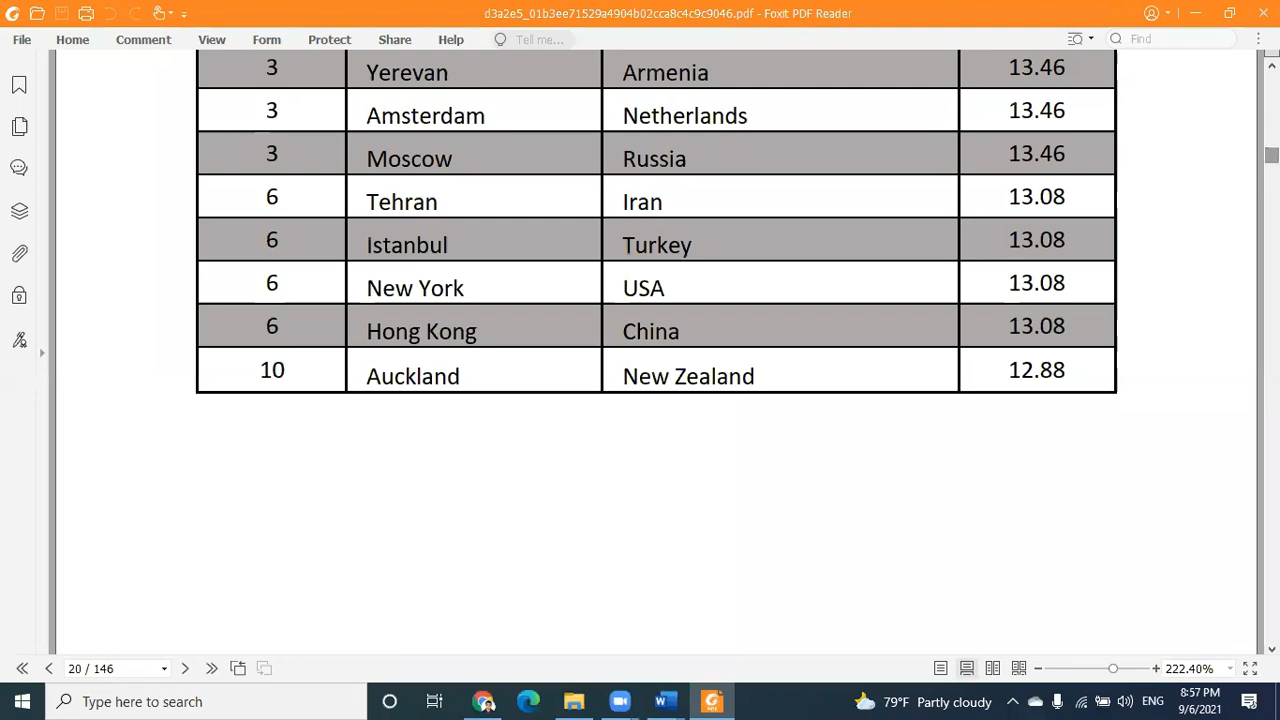 d3a2e5_01b3ee71529a4904b02cca8c4c9c9046.pdf - Foxit PDF Reader
File Home Comment View Form Protect Share Help Tell me... Find
3 Yerevan Armenia 13.46
3 Amsterdam Netherlands 13.46
3 Moscow Russia 13.46
6 Tehran Iran 13.08
6 Istanbul Turkey 13.08
6 New York USA 13.08
6 Hong Kong China 13.08
10 Auckland New Zealand 12.88
20 / 146 222.40%
Type here to search 79°F Partly cloudy ENG 8:57 PM
9/6/2021